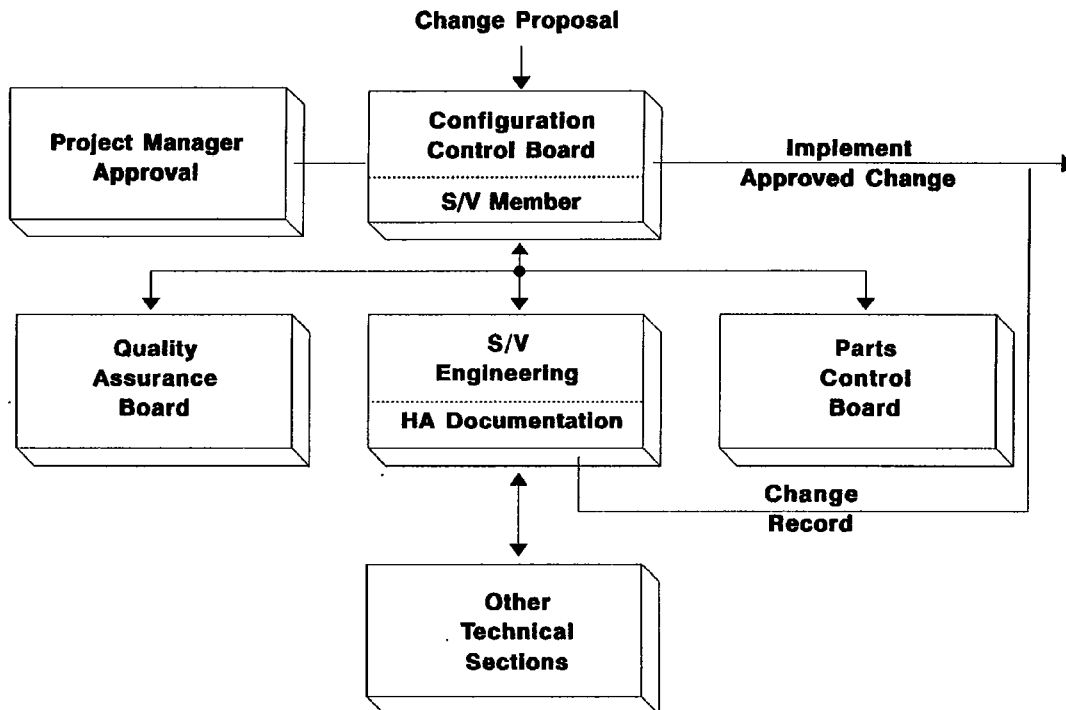 Change Proposal
Project Manager
Approval
Configuration
Control Board
S/V Member
Implement
Approved Change
Quality
Assurance
Board
S/V
Engineering
HA Documentation
Parts
Control
Board
Change
Record
Other
Technical
Sections